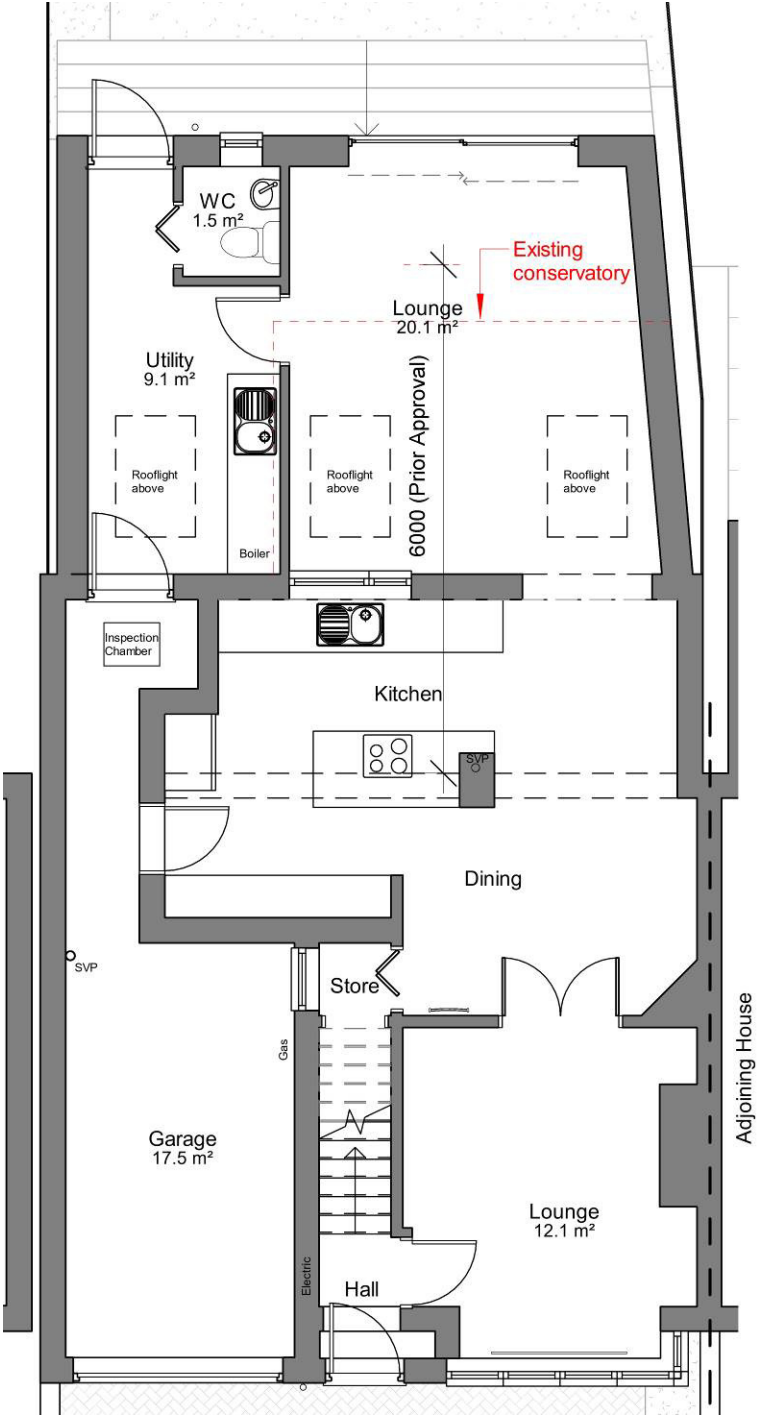 WC
1.5 m²
Existing
conservatory
Lounge
20.1 m²
Utility
9.1 m²
6000 (Prior Approval)
Rooflight
above
Rooflight
above
Rooflight
above
Boiler
Inspection
Chamber
Kitchen
SVP
Dining
SVP
Store
Gas
Adjoining House
Garage
17.5 m²
Lounge
12.1 m²
Electric
Hall